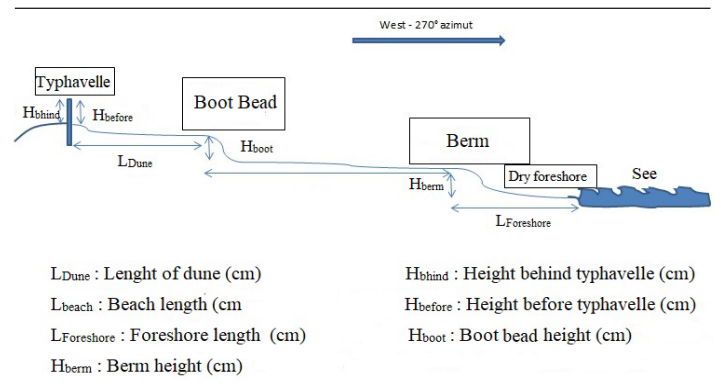 West - 270° azimut
Typhavelle
Boot Bead
Hbhind
Hbefore
Berm
LDune
Hboot
Hberm
Dry foreshore
See
LForeshore
LDune : Lenght of dune (cm)
Lbeach : Beach length (cm
LForeshore : Foreshore length (cm)
Hberm : Berm height (cm)
Hbhind : Height behind typhavelle (cm)
Hbefore : Height before typhavelle (cm)
Hboot : Boot bead height (cm)